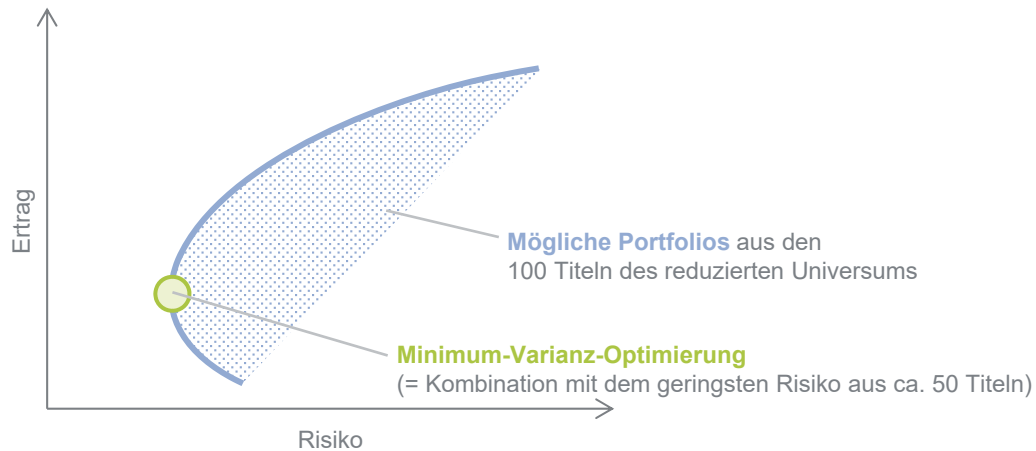 Ertrag
Mögliche Portfolios aus den
100 Titeln des reduzierten Universums
Minimum-Varianz-Optimierung
(= Kombination mit dem geringsten Risiko aus ca. 50 Titeln)
Risiko